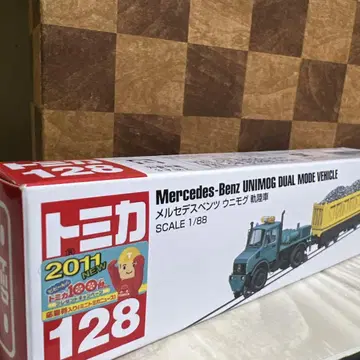 トミカ
128
Mercedes-Benz UNIMOG DUAL MODE VEHICLE
メルセデスベンツ ウニモグ 軌陸車
SCALE 1/88
トミカ
2011
NEW
128
トミカ